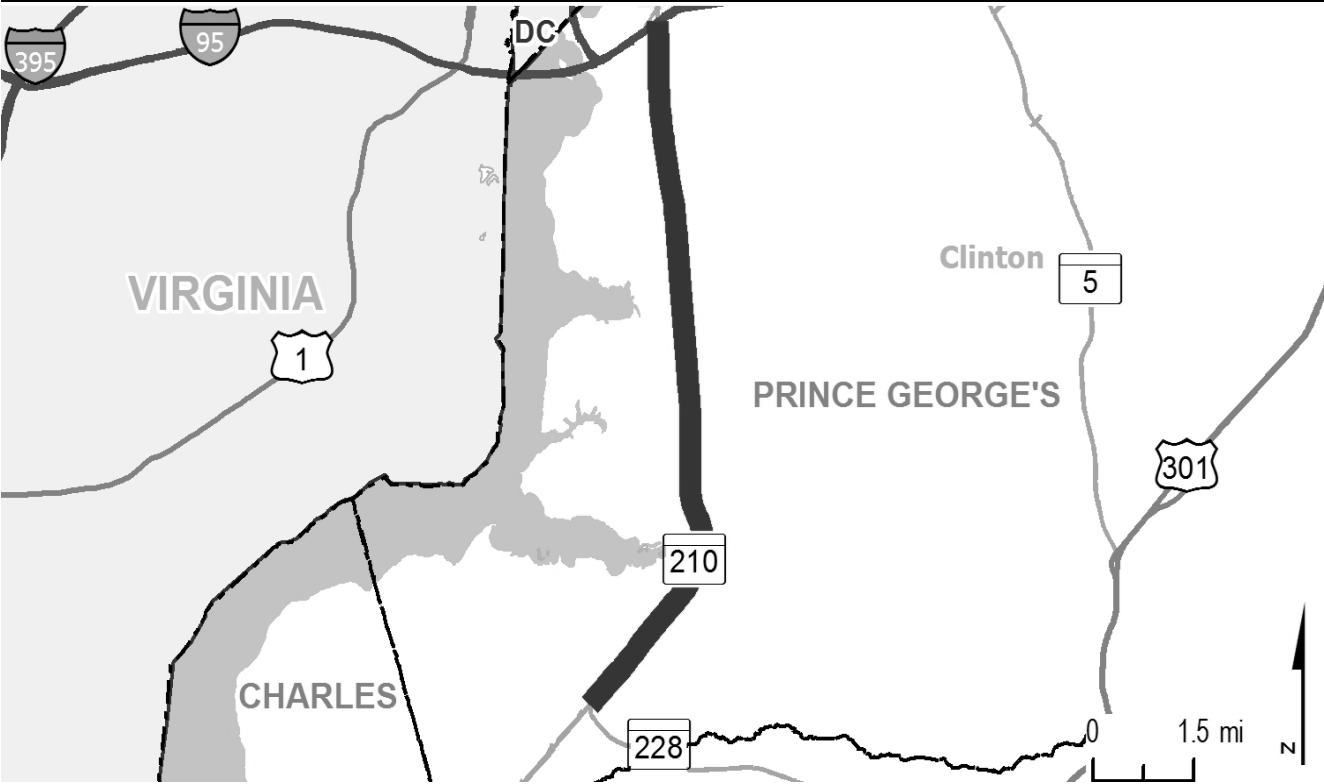 DC
395
95
Clinton
5
VIRGINIA
1
PRINCE GEORGE'S
301
210
CHARLES
228
0 1.5 mi
N